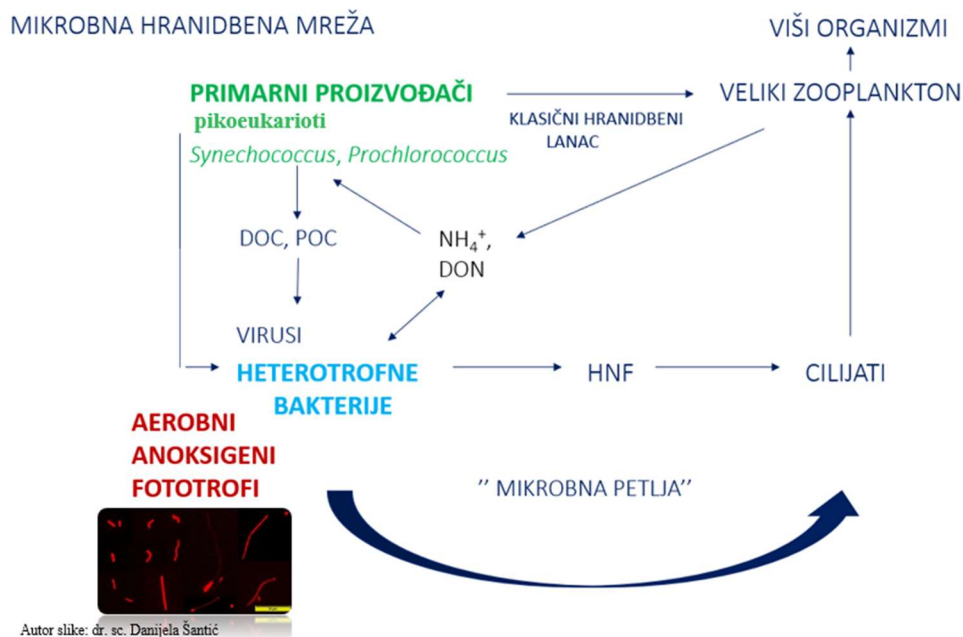 MIKROBNA HRANIDBENA MREŽA
VIŠI ORGANIZMI
PRIMARNI PROIZVOĐAČI
pikoeukarioti
Synechococcus, Prochlorococcus
KLASIČNI HRANIDBENI
LANAC
VELIKI ZOOPLANKTON
DOC, POC
NH₄⁺,
DON
VIRUSI
HETEROTROFNE
BAKTERIJE
HNF
CILIJATI
AEROBNI
ANOKSIGENI
FOTOTROFI
’’ MIKROBNA PETLJA’’
Autor slike: dr. sc. Danijela Šantić